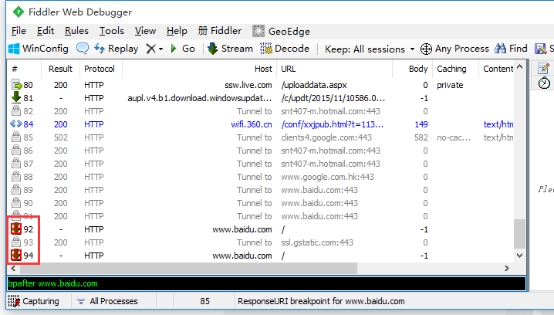 Fiddler Web Debugger
File Edit Rules Tools View Help Fiddler GeoEdge
WinConfig Replay Go Stream Decode Keep: All sessions Any Process Find S
# Result Protocol Host URL Body Caching Content
80 200 HTTP ssw.live.com /uploaddata.aspx 0 private
81 - HTTP aupl.v4.b1.download.windowsupdat... /c/updt/2015/11/10586.0... -1
82 200 HTTP Tunnel to snt407-m.hotmail.com:443 0
84 200 HTTP wifi.360.cn /conf/xxjpub.html?t=113... 149 text/htm
85 502 HTTP Tunnel to clients4.google.com:443 582 no-cac... text/htm
86 200 HTTP Tunnel to snt407-m.hotmail.com:443 0
87 200 HTTP Tunnel to snt407-m.hotmail.com:443 0
88 200 HTTP Tunnel to www.google.com.hk:443 0
89 200 HTTP Tunnel to www.baidu.com:443 0
90 200 HTTP Tunnel to www.baidu.com:443 0
91 200 HTTP Tunnel to www.baidu.com:443 0
92 - HTTP www.baidu.com / -1
93 200 HTTP Tunnel to ssl.gstatic.com:443 0
94 - HTTP www.baidu.com / -1
Plea
bpafter www.baidu.com
Capturing All Processes 85 ResponseURI breakpoint for www.baidu.com